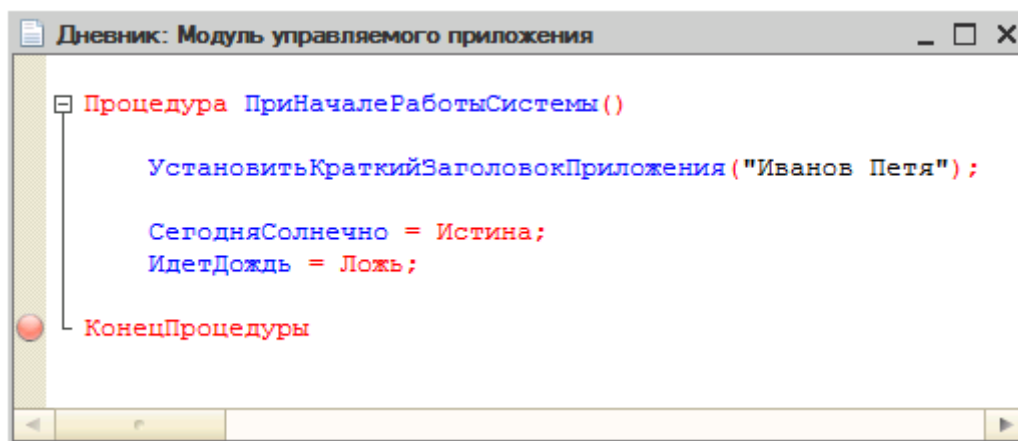 Дневник: Модуль управляемого приложения
Процедура ПриНачалеРаботыСистемы()
УстановитьКраткийЗаголовокПриложения("Иванов Петя");
СегодняСолнечно = Истина;
ИдетДождь = Ложь;
КонецПроцедуры